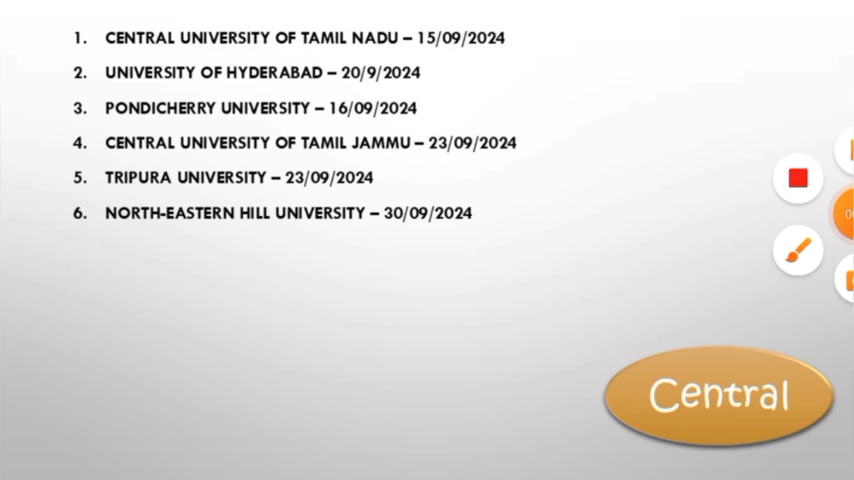 1. CENTRAL UNIVERSITY OF TAMIL NADU – 15/09/2024
2. UNIVERSITY OF HYDERABAD – 20/9/2024
3. PONDICHERRY UNIVERSITY – 16/09/2024
4. CENTRAL UNIVERSITY OF TAMIL JAMMU – 23/09/2024
5. TRIPURA UNIVERSITY – 23/09/2024
6. NORTH-EASTERN HILL UNIVERSITY – 30/09/2024
Central